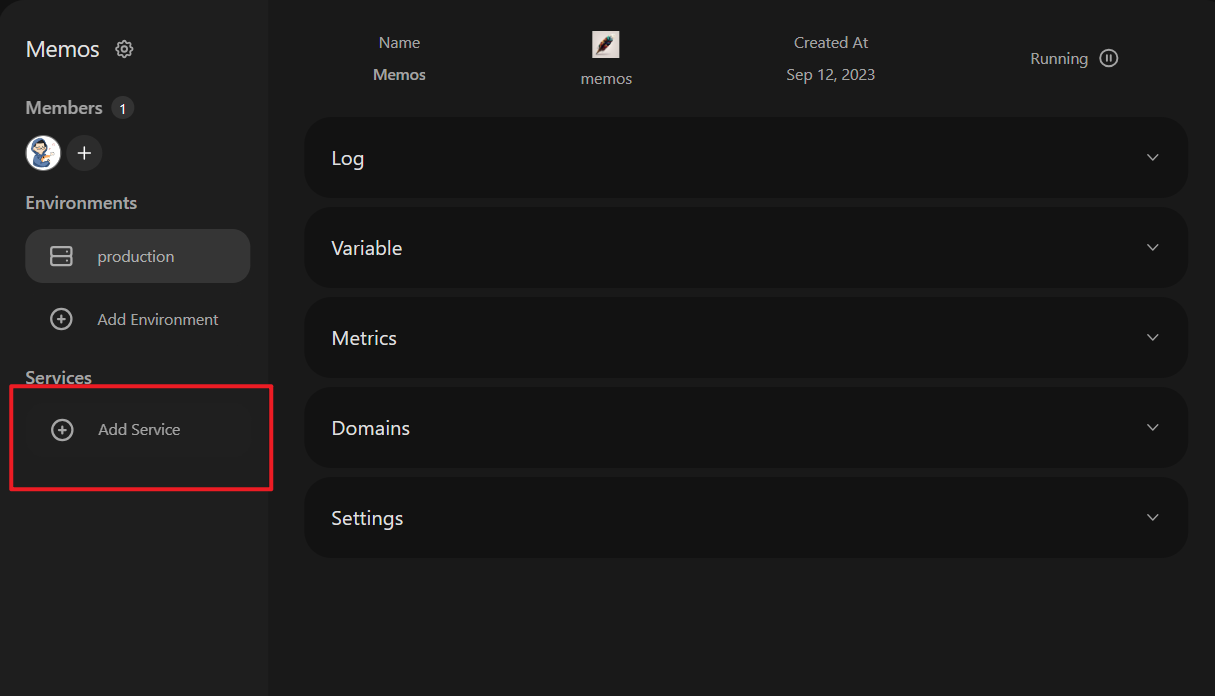 Memos
Members 1
Environments
production
Add Environment
Services
Add Service
Name
Memos
memos
Created At
Sep 12, 2023
Running
Log
Variable
Metrics
Domains
Settings